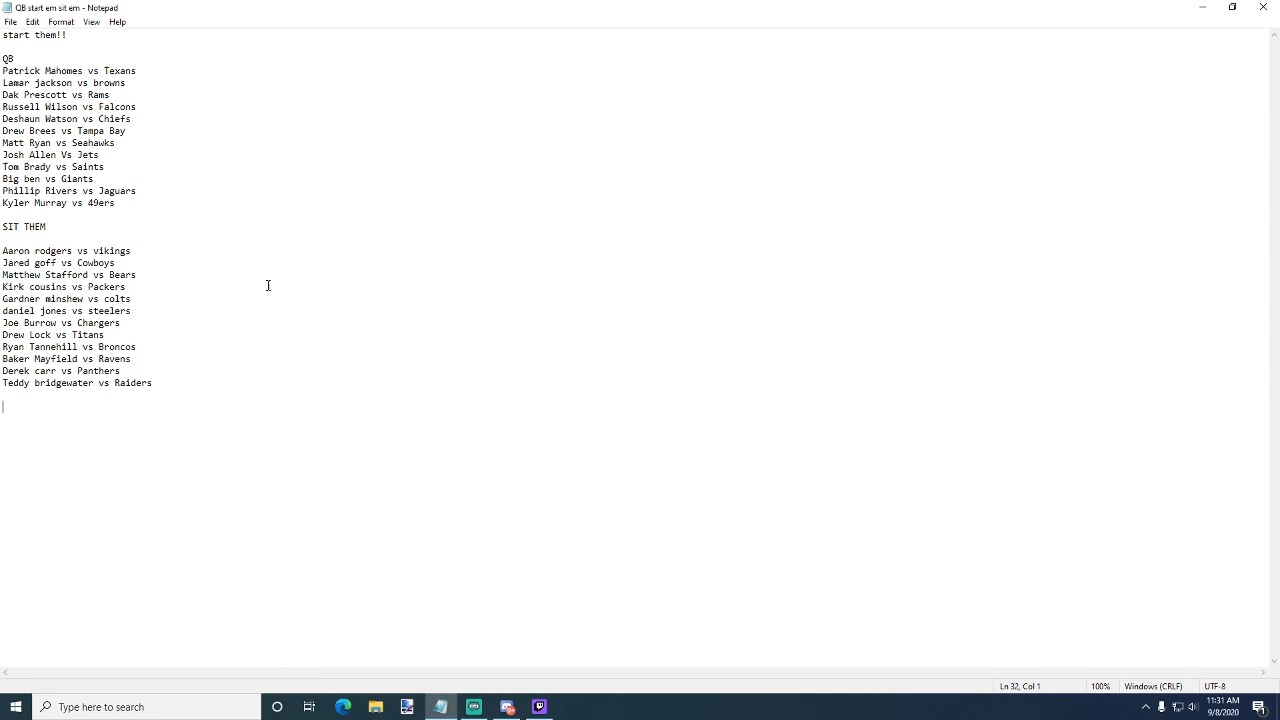 QB start em sit em - Notepad
File Edit Format View Help
start them!!
QB
Patrick Mahomes vs Texans
Lamar jackson vs browns
Dak Prescott vs Rams
Russell Wilson vs Falcons
Deshaun Watson vs Chiefs
Drew Brees vs Tampa Bay
Matt Ryan vs Seahawks
Josh Allen Vs Jets
Tom Brady vs Saints
Big ben vs Giants
Phillip Rivers vs Jaguars
Kyler Murray vs 49ers
SIT THEM
Aaron rodgers vs vikings
Jared goff vs Cowboys
Matthew Stafford vs Bears
Kirk cousins vs Packers
Gardner minshew vs colts
daniel jones vs steelers
Joe Burrow vs Chargers
Drew Lock vs Titans
Ryan Tannehill vs Broncos
Baker Mayfield vs Ravens
Derek carr vs Panthers
Teddy bridgewater vs Raiders
Ln 32, Col 1 100% Windows (CRLF) UTF-8
Type here to search
11:31 AM
9/8/2020
1